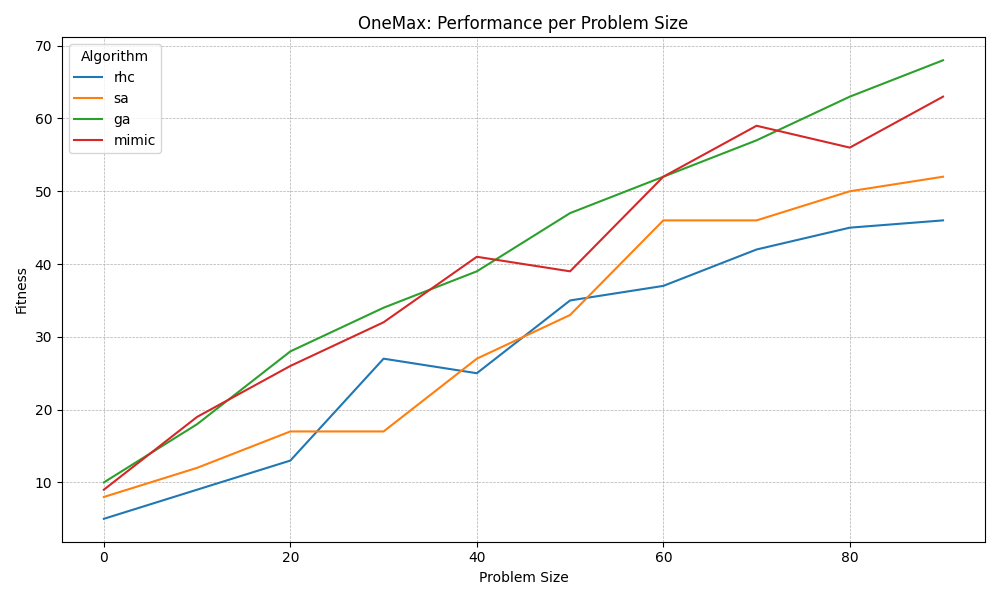 OneMax: Performance per Problem Size
Algorithm
rhc
sa
ga
mimic
Fitness
70
60
50
40
30
20
10
0 20 40 60 80
Problem Size